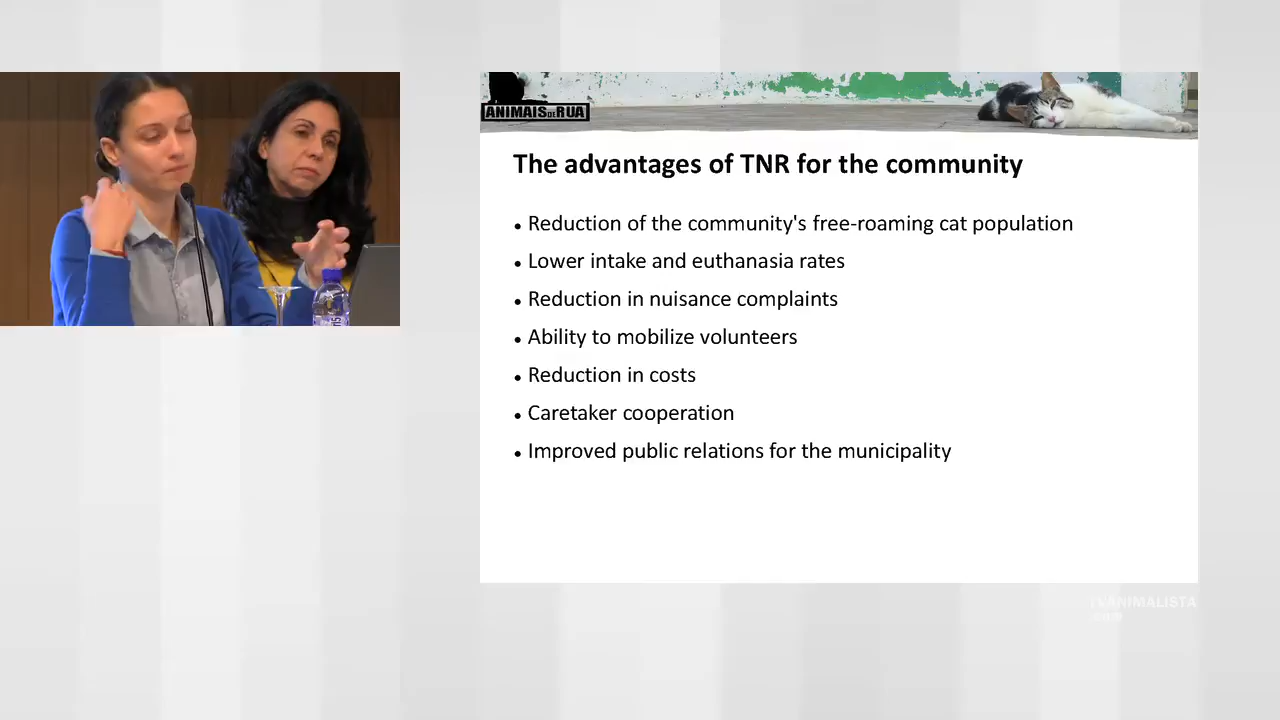 ANIMAIS DE RUA
The advantages of TNR for the community
• Reduction of the community's free-roaming cat population
• Lower intake and euthanasia rates
• Reduction in nuisance complaints
• Ability to mobilize volunteers
• Reduction in costs
• Caretaker cooperation
• Improved public relations for the municipality
TVANIMALISTA